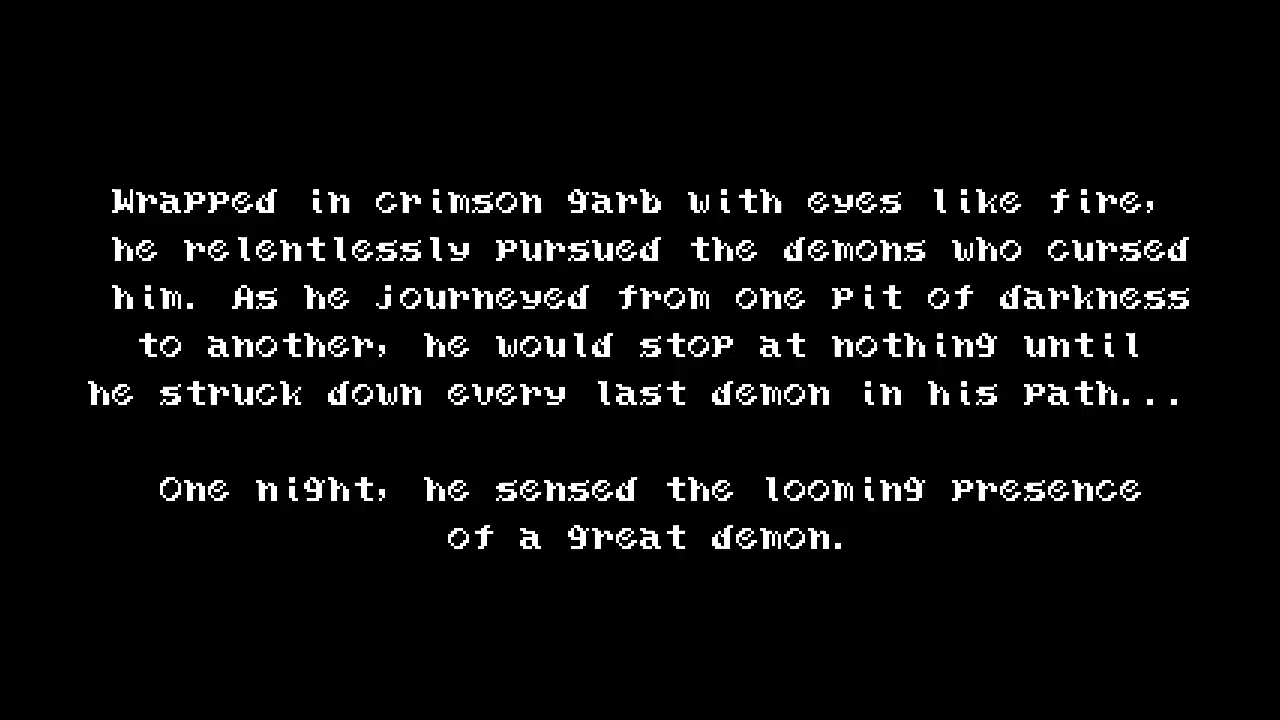 Wrapped in crimson garb with eyes like fire,
he relentlessly pursued the demons who cursed
him. As he journeyed from one pit of darkness
to another, he would stop at nothing until
he struck down every last demon in his path...
One night, he sensed the looming presence
of a great demon.